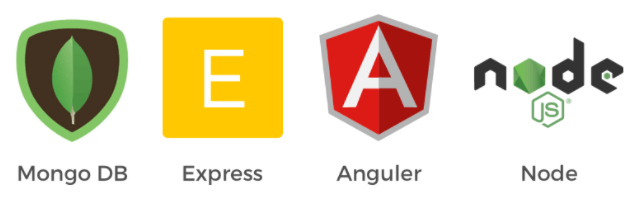 E
A
node
JS®
Mongo DB
Express
Anguler
Node